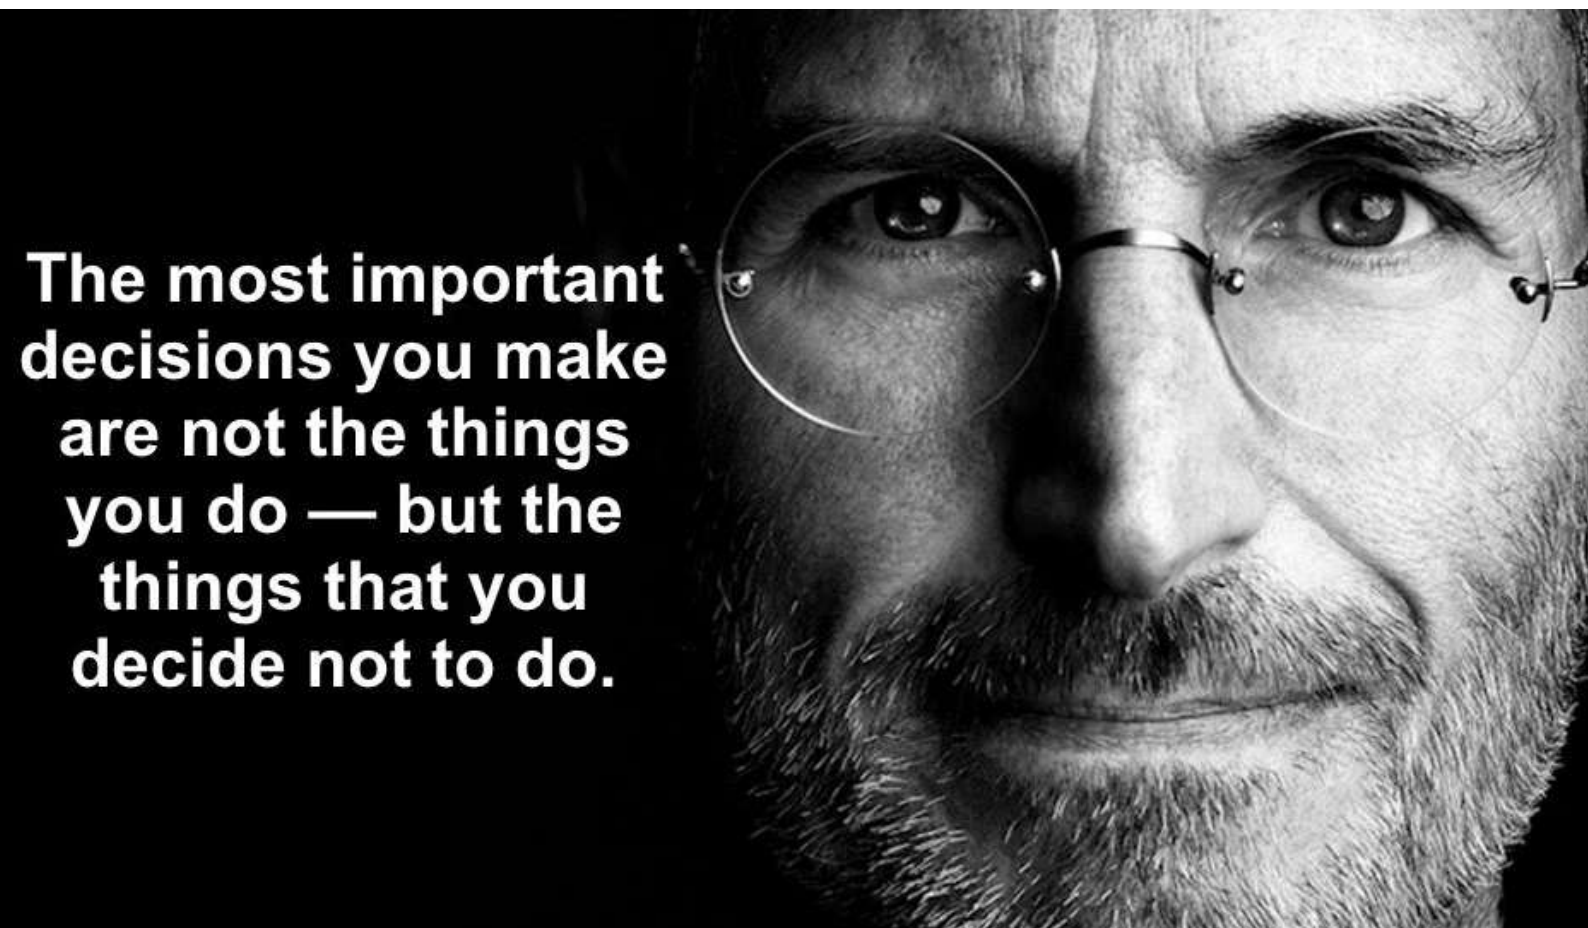 The most important
decisions you make
are not the things
you do — but the
things that you
decide not to do.